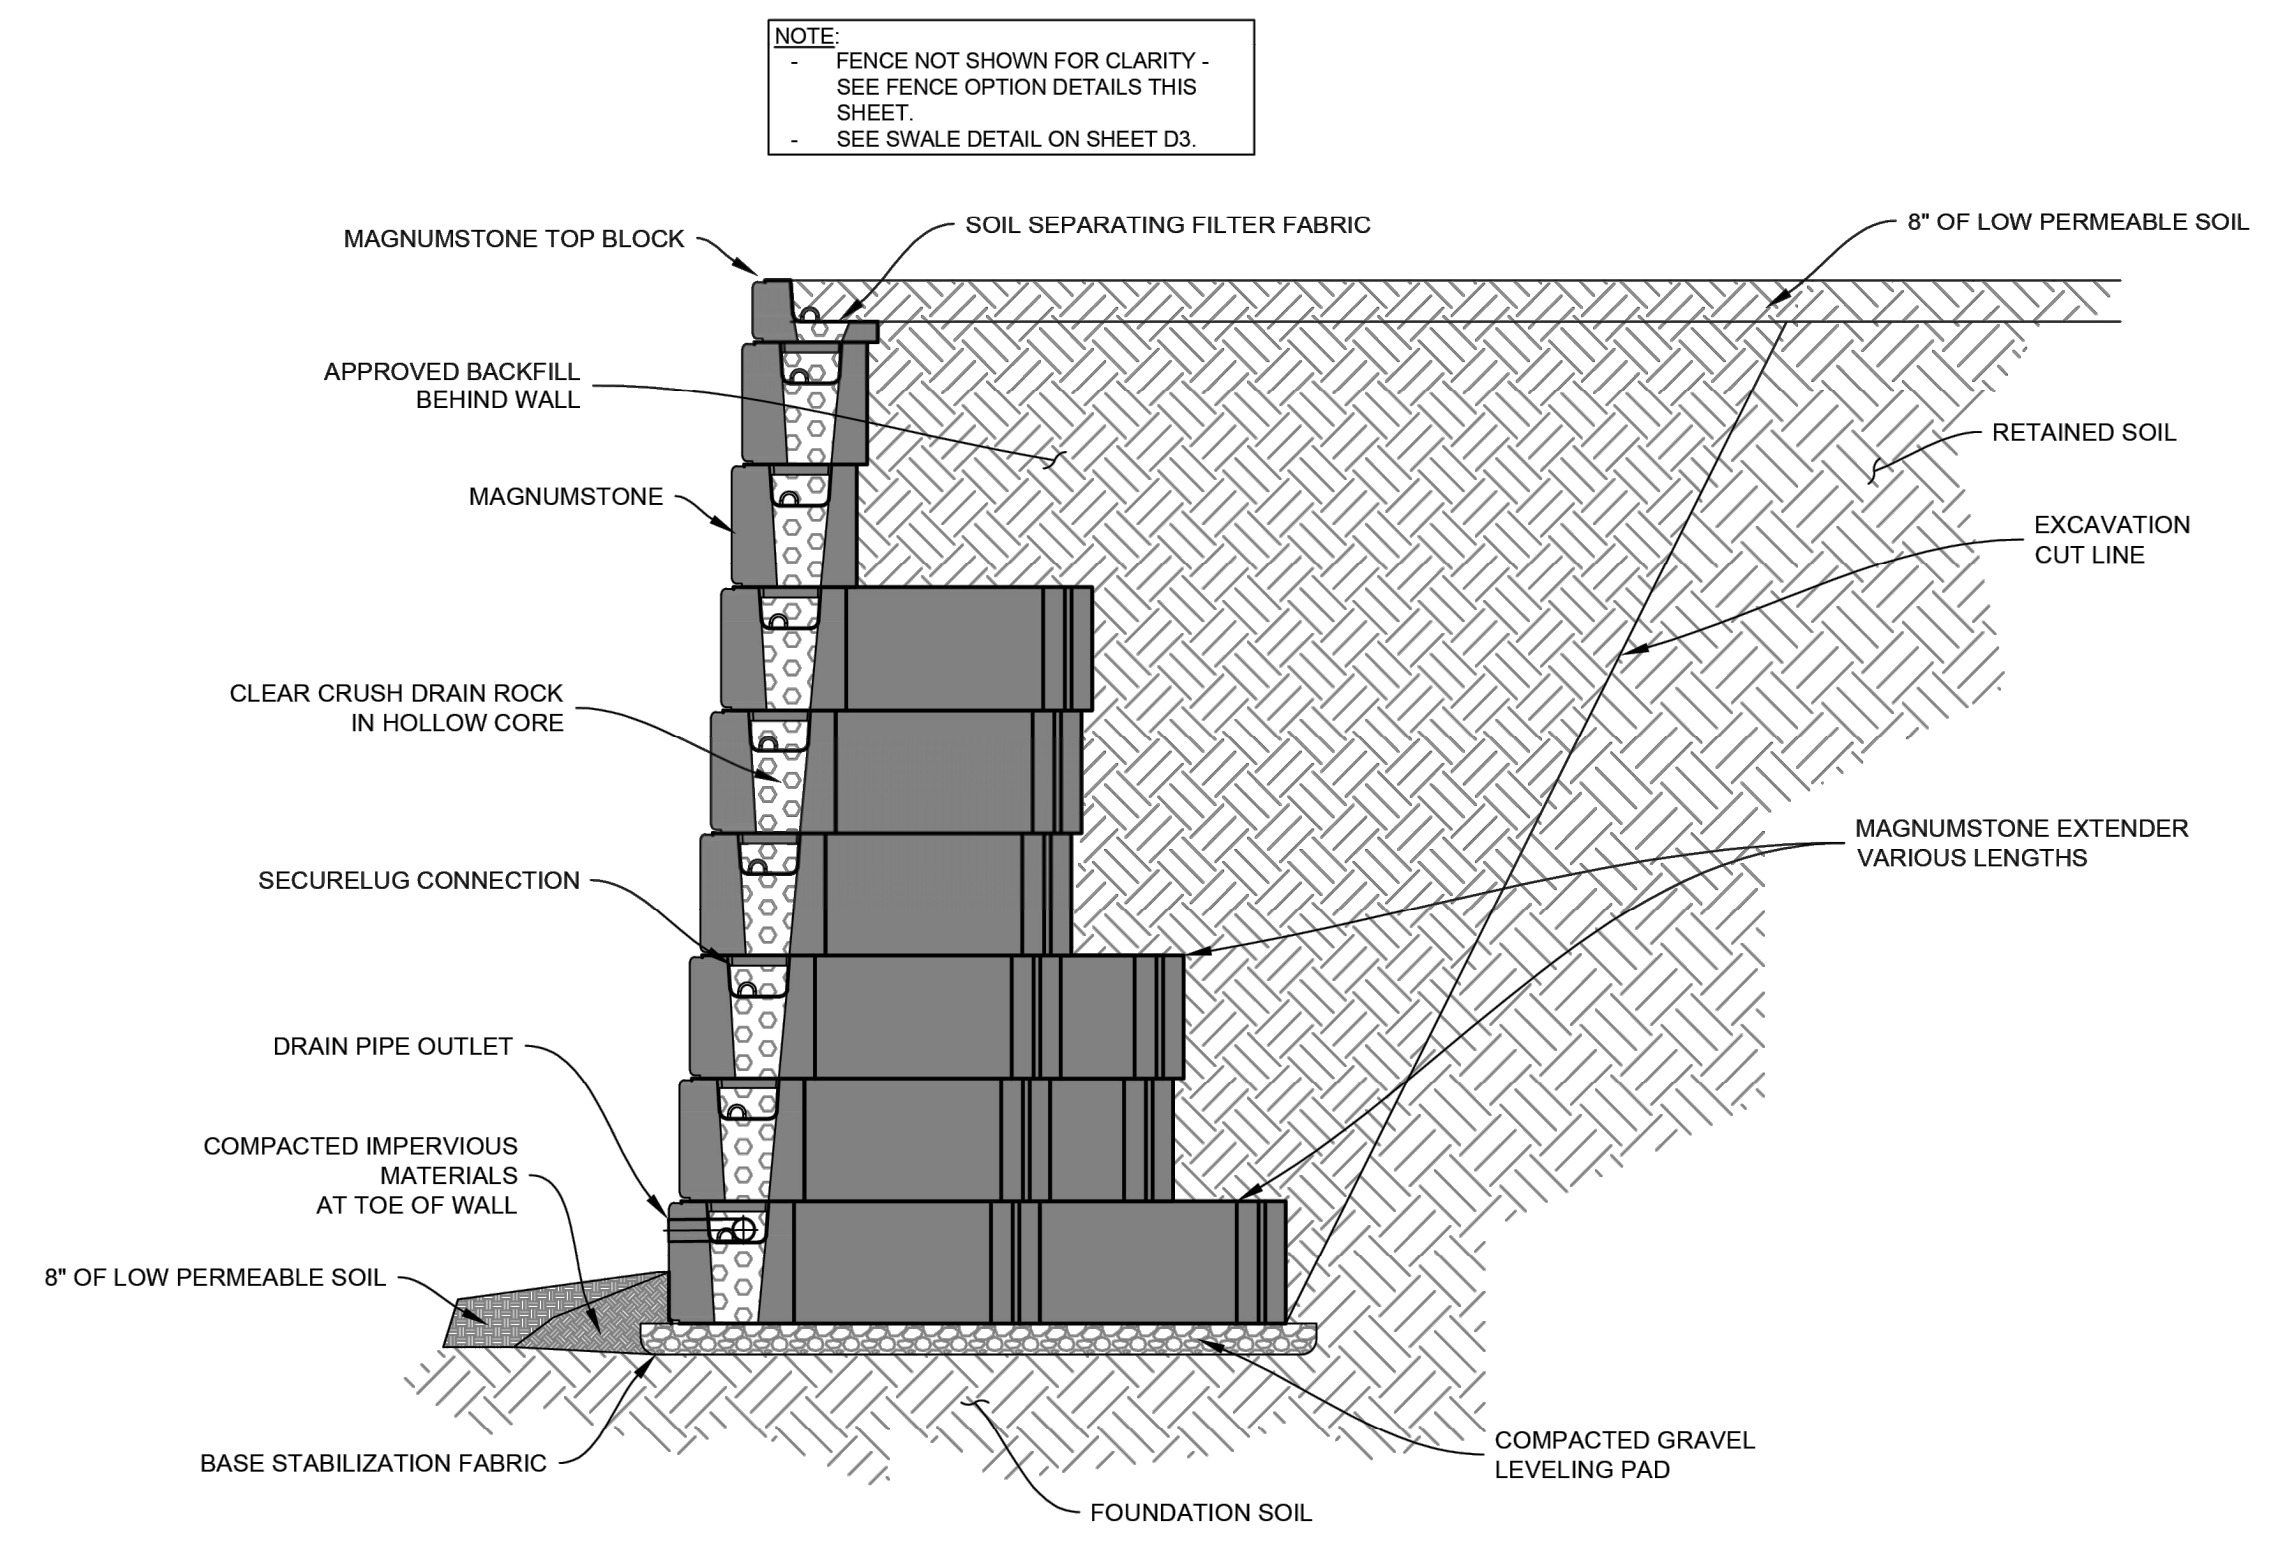 NOTE:
- FENCE NOT SHOWN FOR CLARITY -
SEE FENCE OPTION DETAILS THIS
SHEET.
- SEE SWALE DETAIL ON SHEET D3.
MAGNUMSTONE TOP BLOCK
SOIL SEPARATING FILTER FABRIC
8" OF LOW PERMEABLE SOIL
APPROVED BACKFILL
BEHIND WALL
RETAINED SOIL
MAGNUMSTONE
EXCAVATION
CUT LINE
CLEAR CRUSH DRAIN ROCK
IN HOLLOW CORE
MAGNUMSTONE EXTENDER
VARIOUS LENGTHS
SECURELUG CONNECTION
DRAIN PIPE OUTLET
COMPACTED IMPERVIOUS
MATERIALS
AT TOE OF WALL
8" OF LOW PERMEABLE SOIL
BASE STABILIZATION FABRIC
COMPACTED GRAVEL
LEVELING PAD
FOUNDATION SOIL